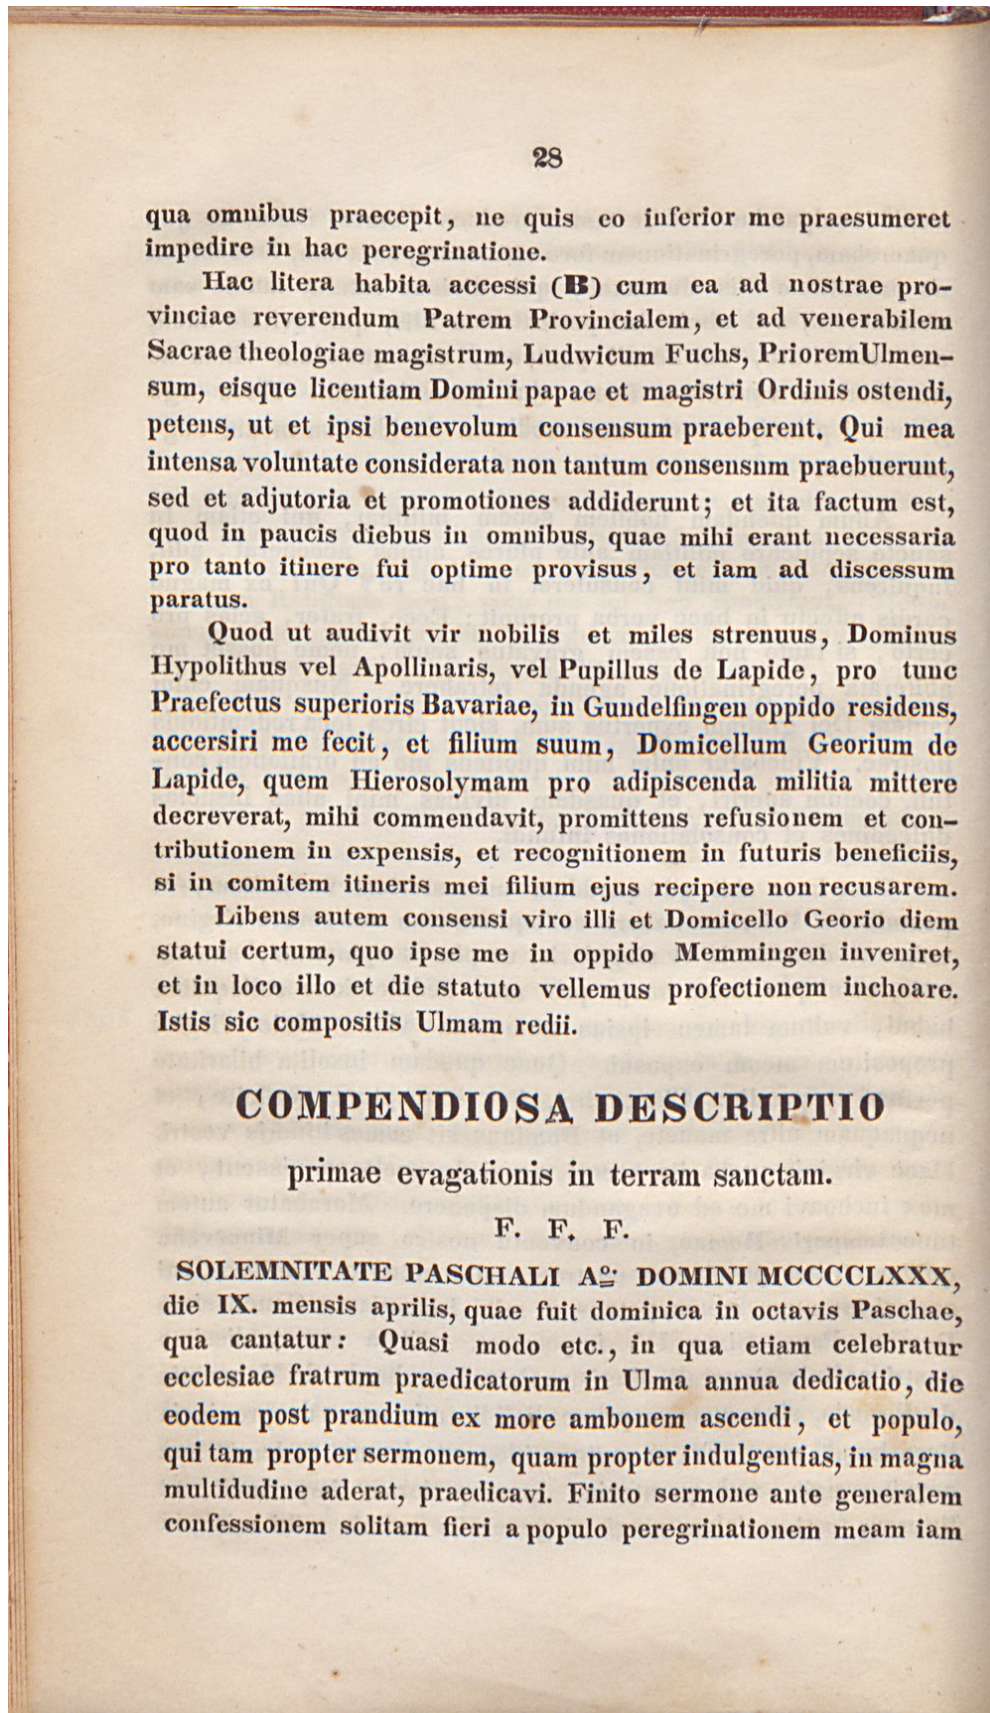 28
qua omnibus praecepit, ne quis eo inferior me praesumeret
impedire in hac peregrinatione.
Hac litera habita accessi (B) cum ea ad nostrae pro-
vinciae reverendum Patrem Provincialem, et ad venerabilem
Sacrae theologiae magistrum, Ludwicum Fuchs, PrioremUlmen-
sum, eisque licentiam Domini papae et magistri Ordinis ostendi,
petens, ut et ipsi benevolum consensum praeberent. Qui mea
intensa voluntate considerata non tantum consensnm praebuerunt,
sed et adjutoria et promotiones addiderunt; et ita factum est,
quod in paucis diebus in omnibus, quae mihi erant necessaria
pro tanto itinere fui optime provisus, et iam ad discessum
paratus.
Quod ut audivit vir nobilis et miles strenuus, Dominus
Hypolithus vel Apollinaris, vel Pupillus de Lapide, pro tunc
Praefectus superioris Bavariae, in Gundelfingen oppido residens,
accersiri me fecit, et filium suum, Domicellum Georium de
Lapide, quem Hierosolymam pro adipiscenda militia mittere
decreverat, mihi commendavit, promittens refusionem et con-
tributionem in expensis, et recognitionem in futuris beneficiis,
si in comitem itineris mei filium ejus recipere non recusarem.
Libens autem consensi viro illi et Domicello Georio diem
statui certum, quo ipse me in oppido Memmingen inveniret,
et in loco illo et die statuto vellemus profectionem inchoare.
Istis sic compositis Ulmam redii.
COMPENDIOSA DESCRIPTIO
primae evagationis in terram sanctam.
F. F. F.
SOLEMNITATE PASCHALI Aº. DOMINI MCCCCLXXX,
die IX. mensis aprilis, quae fuit dominica in octavis Paschae,
qua cantatur: Quasi modo etc., in qua etiam celebratur
ecclesiae fratrum praedicatorum in Ulma annua dedicatio, die
eodem post prandium ex more ambonem ascendi, et populo,
qui tam propter sermonem, quam propter indulgentias, in magna
multidudine aderat, praedicavi. Finito sermone ante generalem
confessionem solitam fieri a populo peregrinationem meam iam